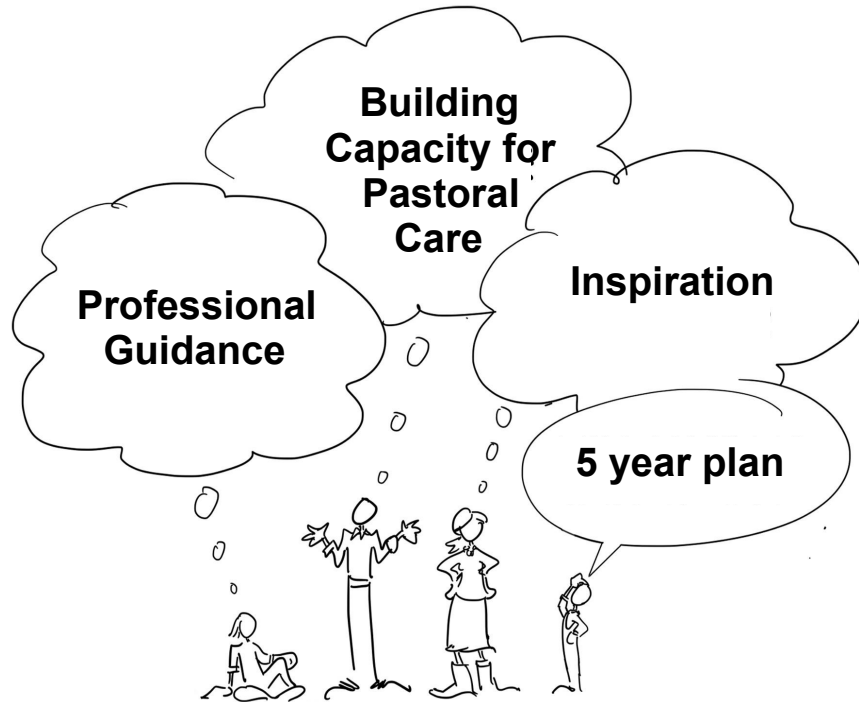 Building
Capacity for
Pastoral
Care
Professional
Guidance
Inspiration
5 year plan